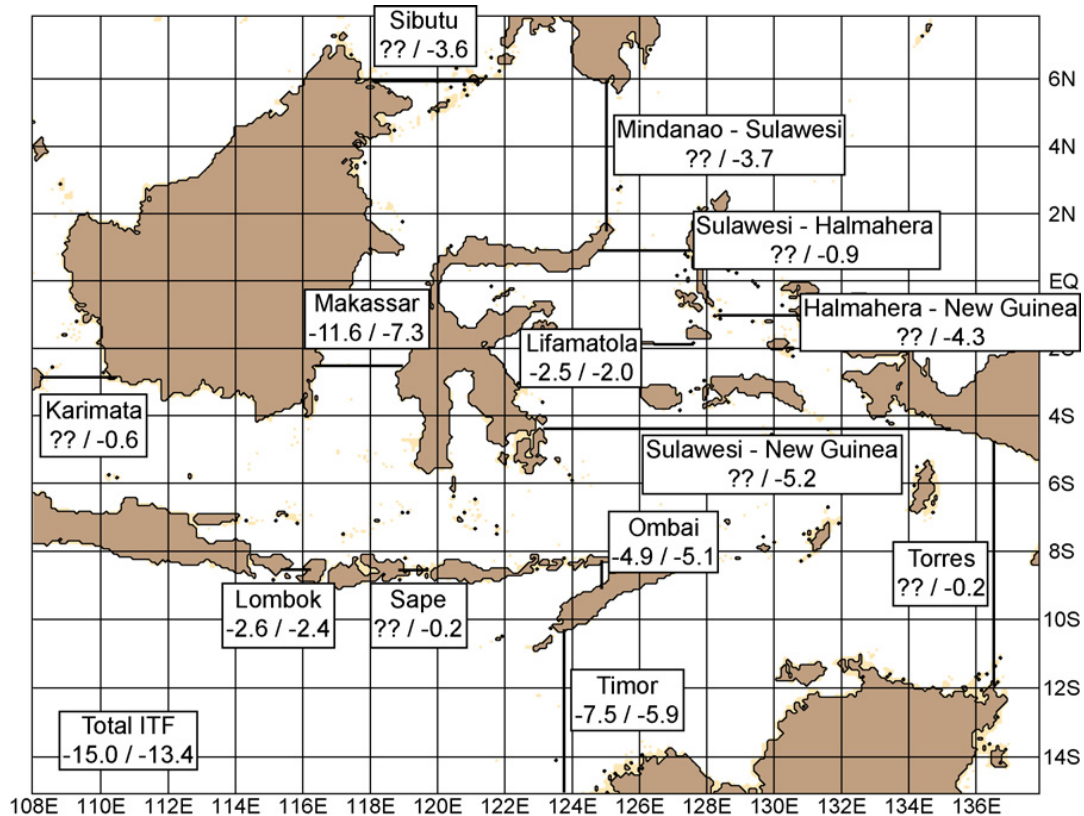 Sibutu
?? / -3.6
6N
Mindanao - Sulawesi
?? / -3.7
4N
2N
Sulawesi - Halmahera
?? / -0.9
EQ
Makassar
-11.6 / -7.3
Halmahera - New Guinea
?? / -4.3
Lifamatola
-2.5 / -2.0
2S
Karimata
?? / -0.6
4S
Sulawesi - New Guinea
?? / -5.2
6S
Ombai
-4.9 / -5.1
8S
Torres
?? / -0.2
Lombok
-2.6 / -2.4
Sape
?? / -0.2
10S
Timor
-7.5 / -5.9
12S
Total ITF
-15.0 / -13.4
14S
108E 110E 112E 114E 116E 118E 120E 122E 124E 126E 128E 130E 132E 134E 136E